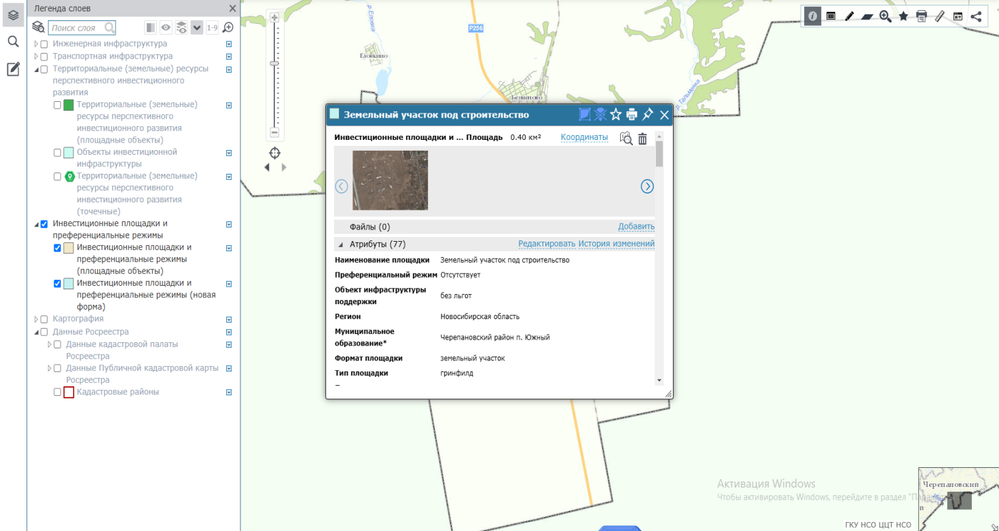 Легенда слоев
Поиск слоя
1-9
Инженерная инфраструктура
Транспортная инфраструктура
Территориальные (земельные) ресурсы
перспективного инвестиционного
развития
Территориальные (земельные)
ресурсы перспективного
инвестиционного развития
(площадные объекты)
Объекты инвестиционной
инфраструктуры
Территориальные (земельные)
ресурсы перспективного
инвестиционного развития
(точечные)
Инвестиционные площадки и
преференциальные режимы
Инвестиционные площадки и
преференциальные режимы
(площадные объекты)
Инвестиционные площадки и
преференциальные режимы (новая
форма)
Картография
Данные Росреестра
Данные кадастровой палаты
Росреестра
Данные Публичной кадастровой карты
Росреестра
Кадастровые районы
р. Еловка
Р256
Еловкино
Безменово
р. Тальменка
Земельный участок под строительство
Инвестиционные площадки и ... Площадь 0.40 км²
Координаты
Файлы (0)
Добавить
Атрибуты (77)
Редактировать История изменений
Наименование площадки Земельный участок под строительство
Преференциальный режим Отсутствует
Объект инфраструктуры
поддержки
без льгот
Регион Новосибирская область
Муниципальное
образование*
Черепановский район п. Южный
Формат площадки земельный участок
Тип площадки гринфилд
Активация Windows
Чтобы активировать Windows, перейдите в раздел
Черепановский
ГКУ НСО ЦЦТ НСО